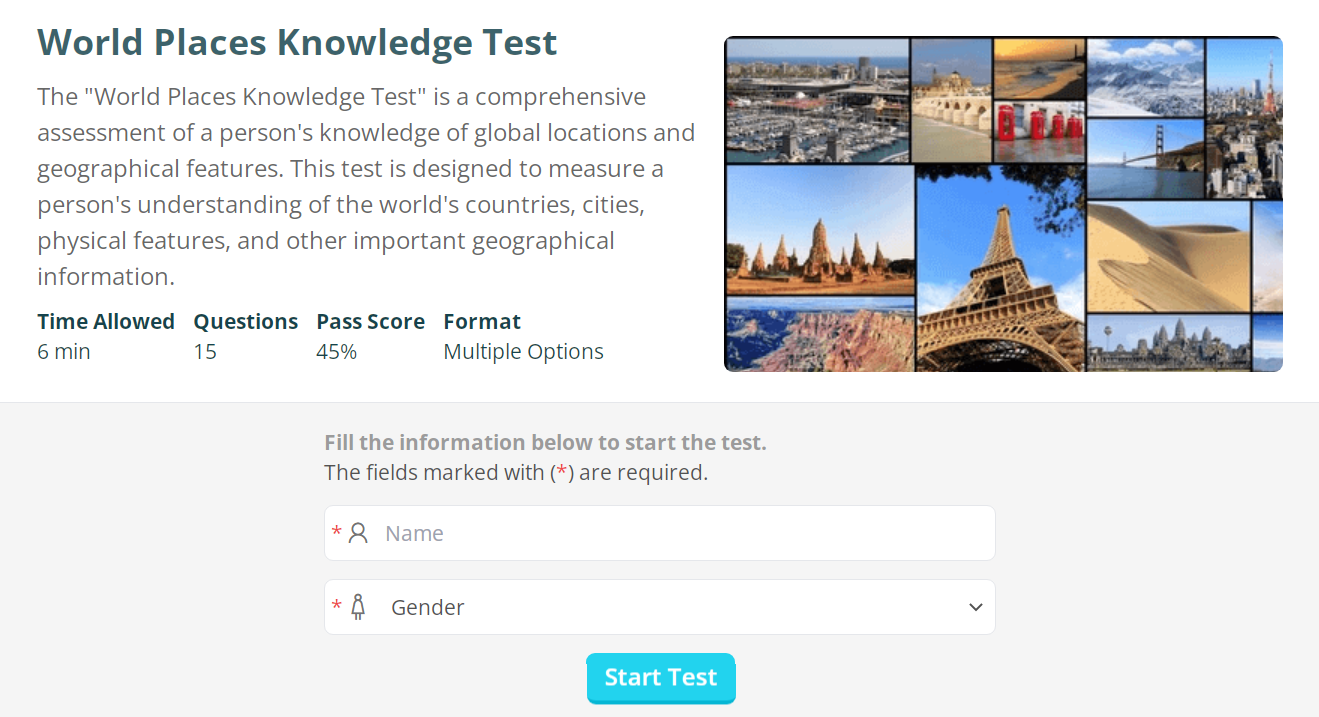 World Places Knowledge Test
The "World Places Knowledge Test" is a comprehensive
assessment of a person's knowledge of global locations and
geographical features. This test is designed to measure a
person's understanding of the world's countries, cities,
physical features, and other important geographical
information.
Time Allowed Questions Pass Score Format
6 min 15 45% Multiple Options
Fill the information below to start the test.
The fields marked with (*) are required.
* Name
* Gender
Start Test